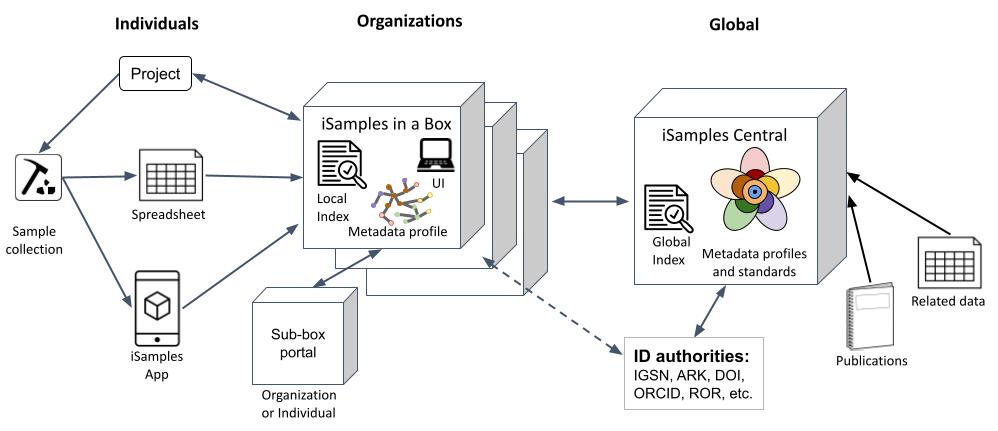 Individuals
Organizations
Global
Project
Sample
collection
Spreadsheet
iSamples
App
iSamples in a Box
Local
Index
UI
Metadata profile
Sub-box
portal
Organization
or Individual
iSamples Central
Global
Index
Metadata profiles
and standards
ID authorities:
IGSN, ARK, DOI,
ORCID, ROR, etc.
Publications
Related data